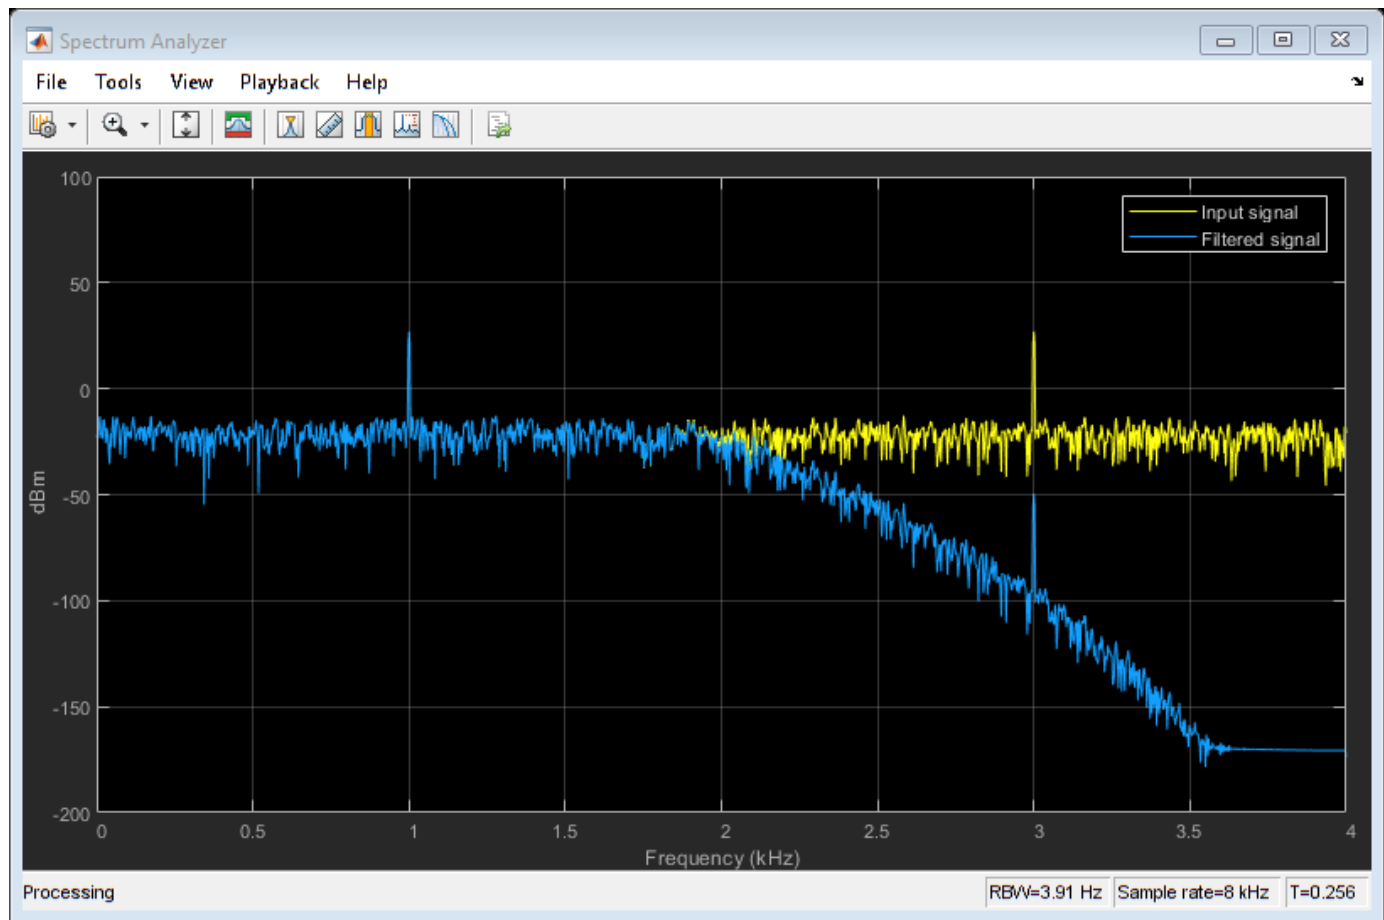 Spectrum Analyzer
File Tools View Playback Help
100
50
0
-50
-100
-150
-200
dBm
Input signal
Filtered signal
0 0.5 1 1.5 2 2.5 3 3.5 4
Frequency (kHz)
Processing RBW=3.91 Hz Sample rate=8 kHz T=0.256